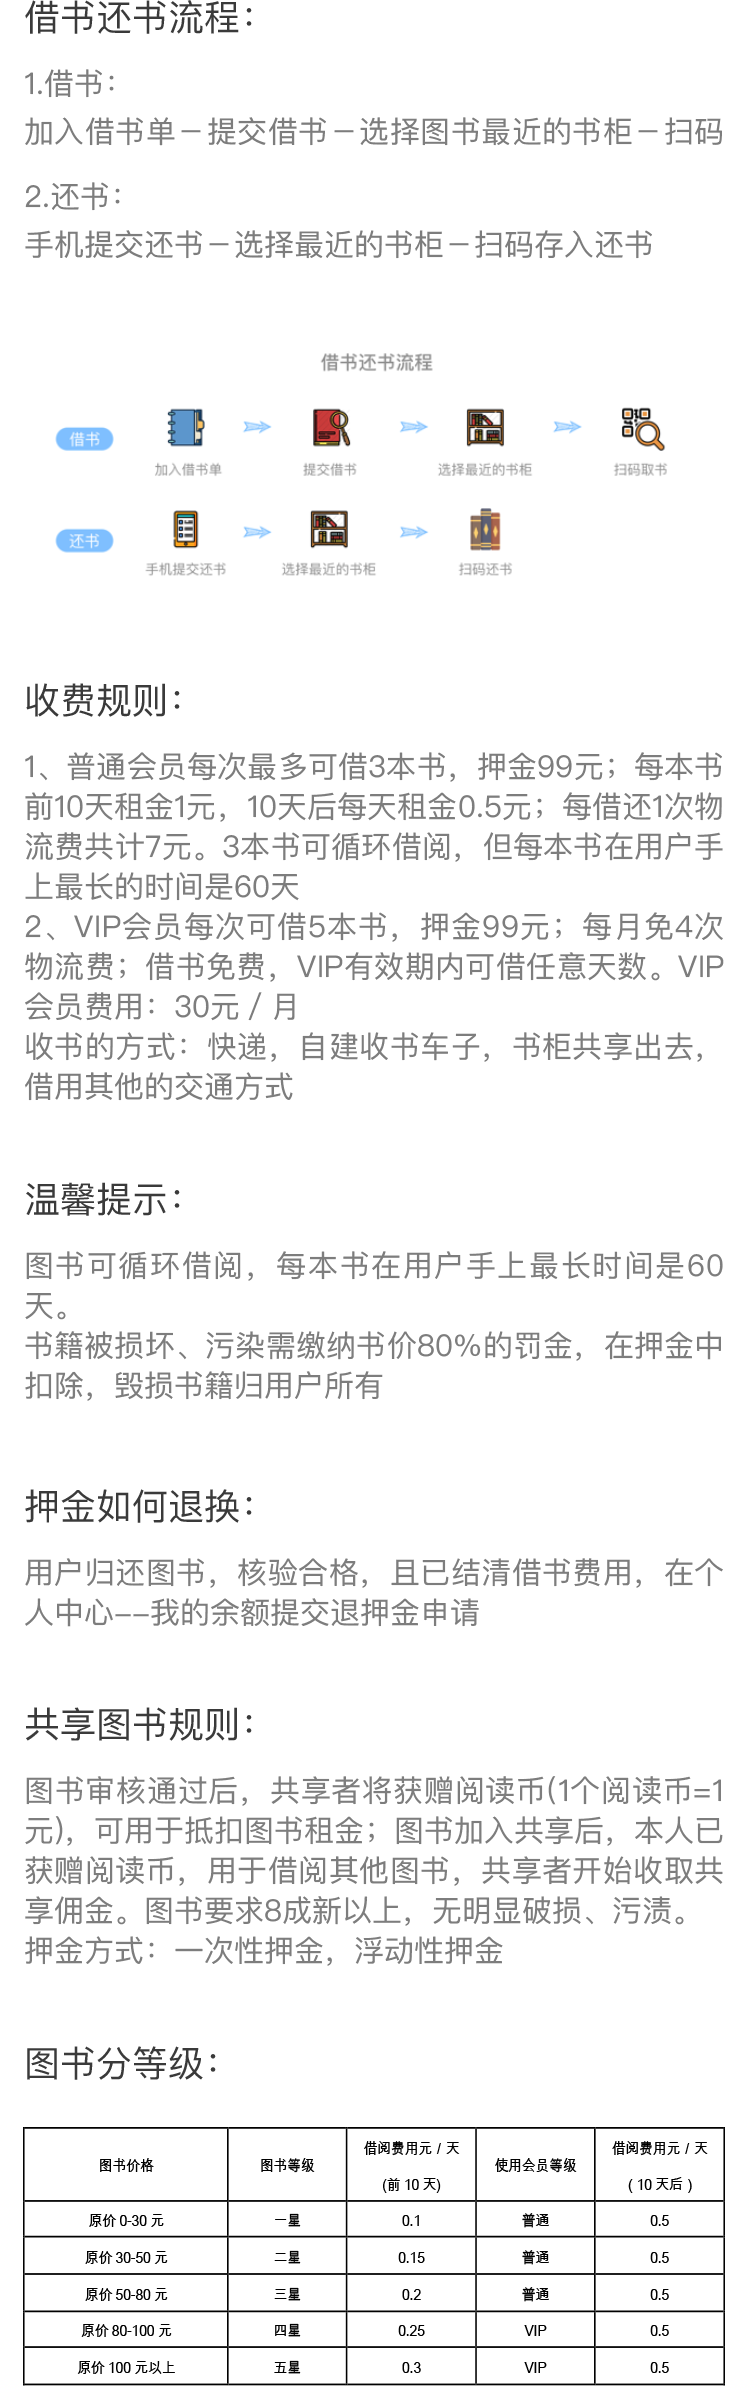 借书还书流程：
1.借书：
加入借书单－提交借书－选择图书最近的书柜－扫码
2.还书：
手机提交还书－选择最近的书柜－扫码存入还书
借书还书流程
借书
加入借书单 提交借书 选择最近的书柜 扫码取书
还书
手机提交还书 选择最近的书柜 扫码还书
收费规则：
1、普通会员每次最多可借3本书，押金99元；每本书
前10天租金1元，10天后每天租金0.5元；每借还1次物
流费共计7元。3本书可循环借阅，但每本书在用户手
上最长的时间是60天
2、VIP会员每次可借5本书，押金99元；每月免4次
物流费；借书免费，VIP有效期内可借任意天数。VIP
会员费用：30元 / 月
收书的方式：快递，自建收书车子，书柜共享出去，
借用其他的交通方式
温馨提示：
图书可循环借阅，每本书在用户手上最长时间是60
天。
书籍被损坏、污染需缴纳书价80%的罚金，在押金中
扣除，毁损书籍归用户所有
押金如何退换：
用户归还图书，核验合格，且已结清借书费用，在个
人中心--我的余额提交退押金申请
共享图书规则：
图书审核通过后，共享者将获赠阅读币(1个阅读币=1
元)，可用于抵扣图书租金；图书加入共享后，本人已
获赠阅读币，用于借阅其他图书，共享者开始收取共
享佣金。图书要求8成新以上，无明显破损、污渍。
押金方式：一次性押金，浮动性押金
图书分等级：
图书价格 图书等级 借阅费用元 / 天 (前 10 天) 使用会员等级 借阅费用元 / 天 ( 10 天后 )
原价 0-30 元 一星 0.1 普通 0.5
原价 30-50 元 二星 0.15 普通 0.5
原价 50-80 元 三星 0.2 普通 0.5
原价 80-100 元 四星 0.25 VIP 0.5
原价 100 元以上 五星 0.3 VIP 0.5